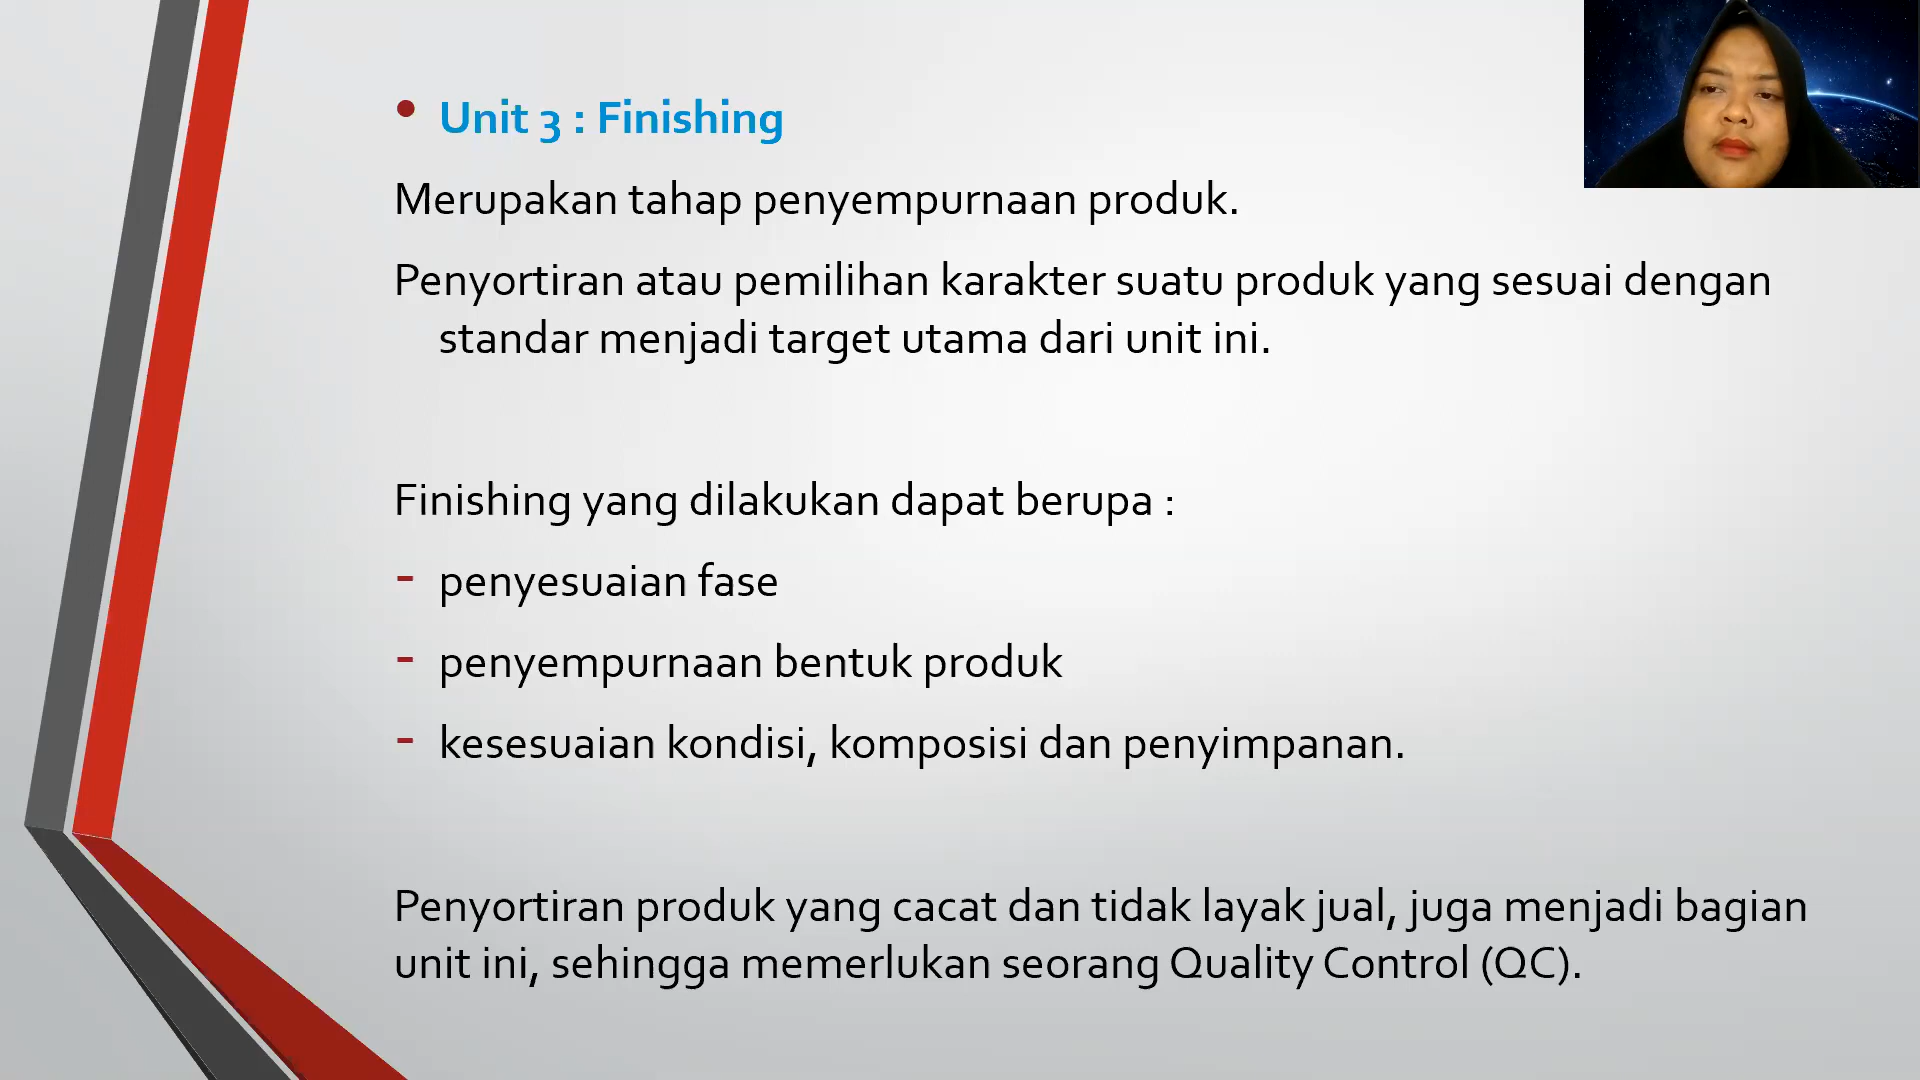 • Unit 3 : Finishing
Merupakan tahap penyempurnaan produk.
Penyortiran atau pemilihan karakter suatu produk yang sesuai dengan
standar menjadi target utama dari unit ini.
Finishing yang dilakukan dapat berupa :
- penyesuaian fase
- penyempurnaan bentuk produk
- kesesuaian kondisi, komposisi dan penyimpanan.
Penyortiran produk yang cacat dan tidak layak jual, juga menjadi bagian
unit ini, sehingga memerlukan seorang Quality Control (QC).